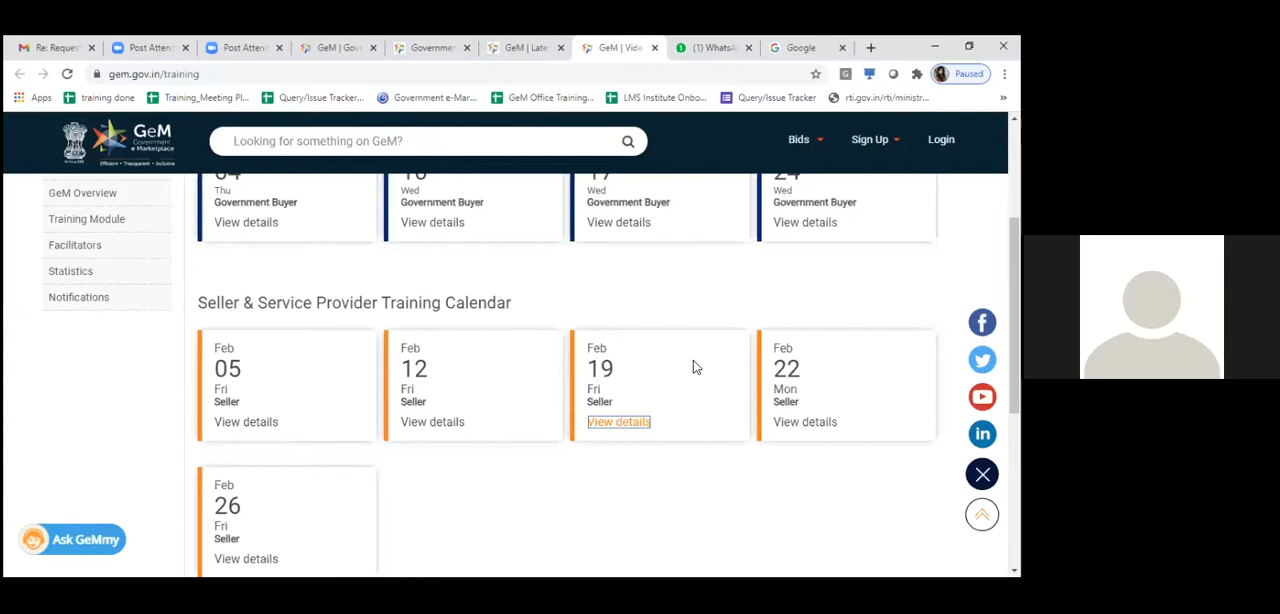 Re: Reques
Post Atten
Post Atten
GeM | Gov
Governme
GeM | Late
GeM | Vide
(1) WhatsA
Google
gem.gov.in/training
Paused
Apps
training done
Training_Meeting Pl...
Query/Issue Tracker...
Government e-Mar...
GeM Office Training...
LMS Institute Onbo...
Query/Issue Tracker
rti.gov.in/rti/ministr...
GeM
Government
e Marketplace
Efficient • Transparent • Inclusive
Looking for something on GeM?
Bids
Sign Up
Login
GeM Overview
Training Module
Facilitators
Statistics
Notifications
Thu
Government Buyer
View details
Wed
Government Buyer
View details
17
Wed
Government Buyer
View details
24
Wed
Government Buyer
View details
Seller & Service Provider Training Calendar
Feb
05
Fri
Seller
View details
Feb
12
Fri
Seller
View details
Feb
19
Fri
Seller
View details
Feb
22
Mon
Seller
View details
Feb
26
Fri
Seller
View details
Ask GeMmy